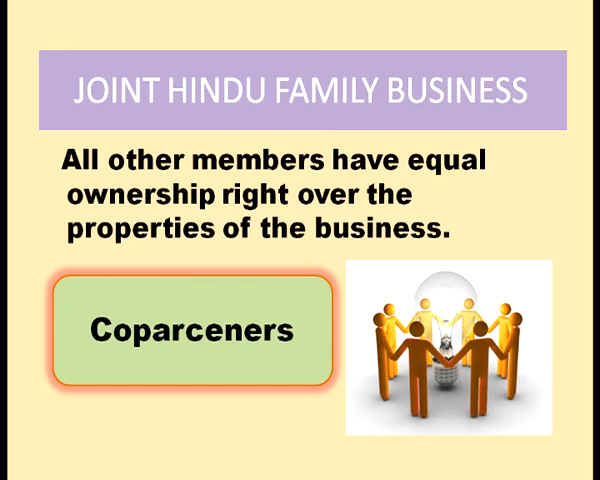 JOINT HINDU FAMILY BUSINESS
All other members have equal
ownership right over the
properties of the business.
Coparceners